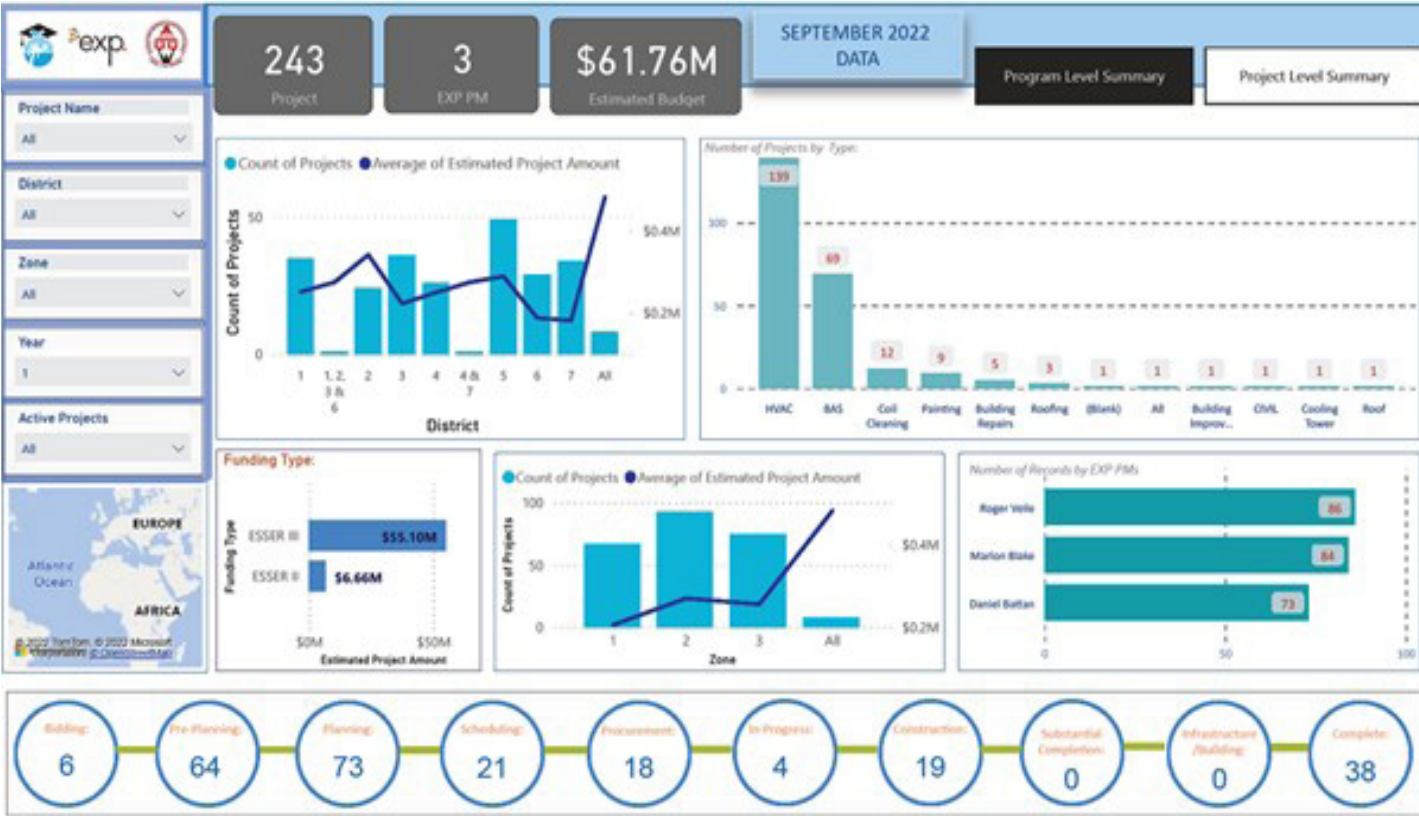 exp.
243
Project
3
EXP PM
$61.76M
Estimated Budget
SEPTEMBER 2022
DATA
Program Level Summary
Project Level Summary
Project Name
All
District
All
Zone
All
Year
1
Active Projects
All
EUROPE
Atlantic
Ocean
AFRICA
© 2022 TomTom, © 2022 Microsoft
Corporation, © OpenStreetMap
Count of Projects
Average of Estimated Project Amount
Count of Projects
50
0
$0.4M
$0.2M
1
1, 2,
3 &
6
2
3
4
4 &
7
5
6
7
All
District
Number of Projects by Type:
100
50
0
139
69
12
9
5
3
1
1
1
1
1
1
HVAC
BAS
Coil
Cleaning
Painting
Building
Repairs
Roofing
(Blank)
All
Building
Improv...
CIVIL
Cooling
Tower
Roof
Funding Type:
Funding Type
ESSER III
$55.10M
ESSER II
$6.66M
$0M
$50M
Estimated Project Amount
Count of Projects
Average of Estimated Project Amount
Count of Projects
100
50
0
$0.4M
$0.2M
1
2
3
All
Zone
Number of Records by EXP PMs
Roger Velle
86
Marlon Blake
84
Daniel Battan
73
0
50
100
Bidding:
6
Pre-Planning:
64
Planning:
73
Scheduling:
21
Procurement:
18
In-Progress:
4
Construction:
19
Substantial
Completion:
0
Infrastructure
/Building:
0
Complete:
38